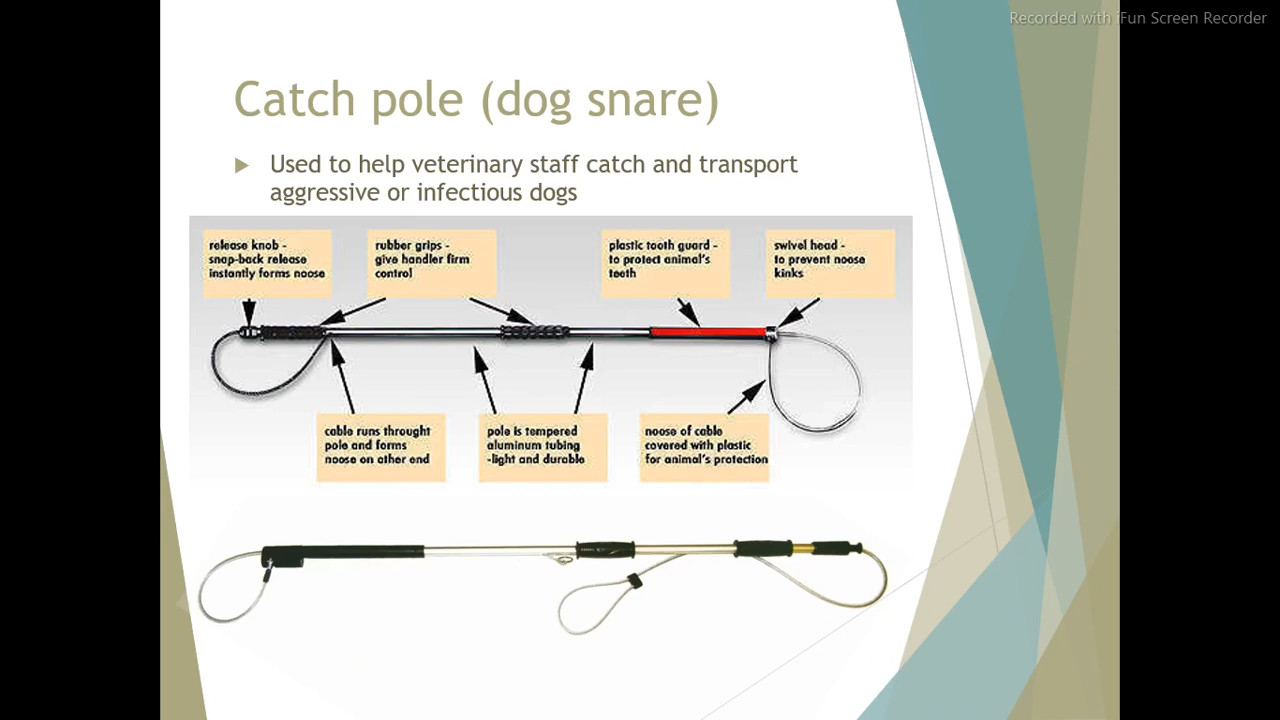 Recorded with iFun Screen Recorder
Catch pole (dog snare)
Used to help veterinary staff catch and transport
aggressive or infectious dogs
release knob -
snap-back release
instantly forms noose
rubber grips -
give handler firm
control
plastic tooth guard -
to protect animal's
teeth
swivel head -
to prevent noose
kinks
cable runs throught
pole and forms
noose on other end
pole is tempered
aluminum tubing
-light and durable
noose of cable
covered with plastic
for animal's protection